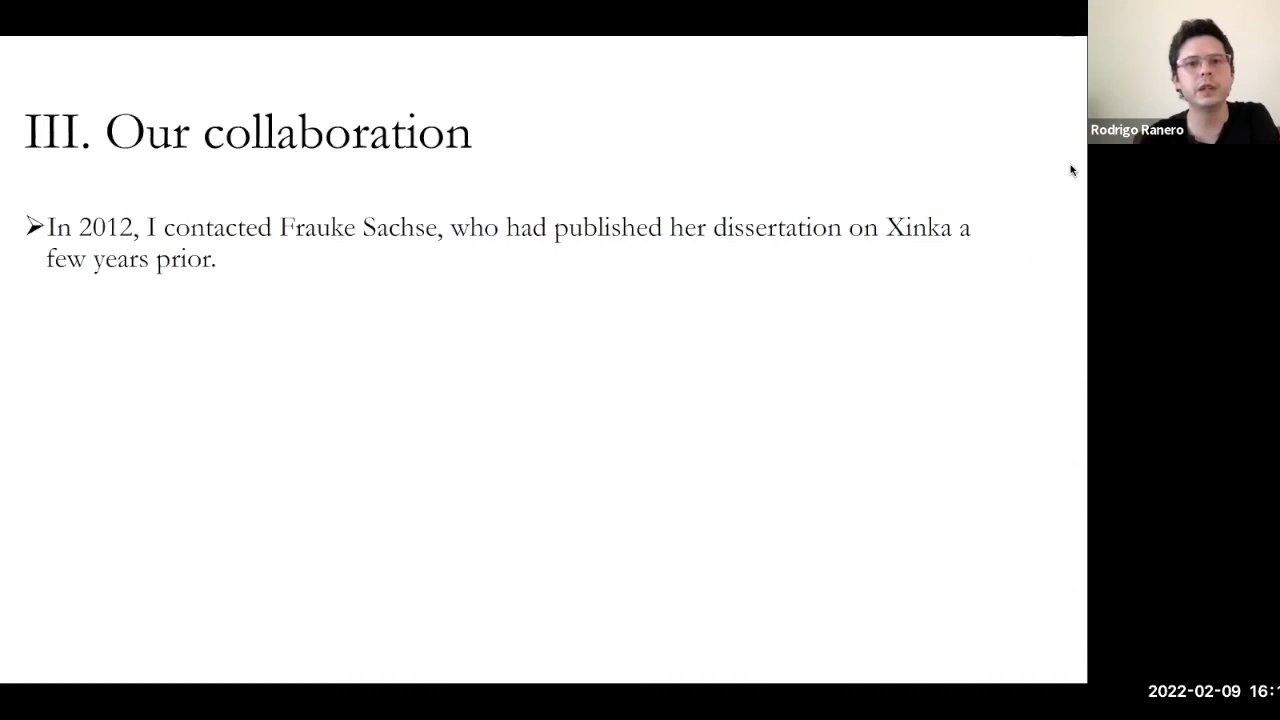 III. Our collaboration
➢In 2012, I contacted Frauke Sachse, who had published her dissertation on Xinka a
few years prior.
Rodrigo Ranero
2022-02-09 16:1